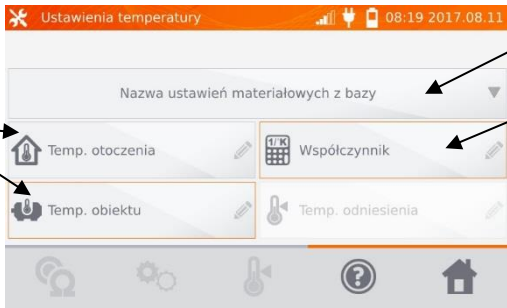 Ustawienia temperatury 08:19 2017.08.11
Nazwa ustawień materiałowych z bazy
Temp. otoczenia
1/°K Współczynnik
Temp. obiektu
Temp. odniesienia
Ω
?